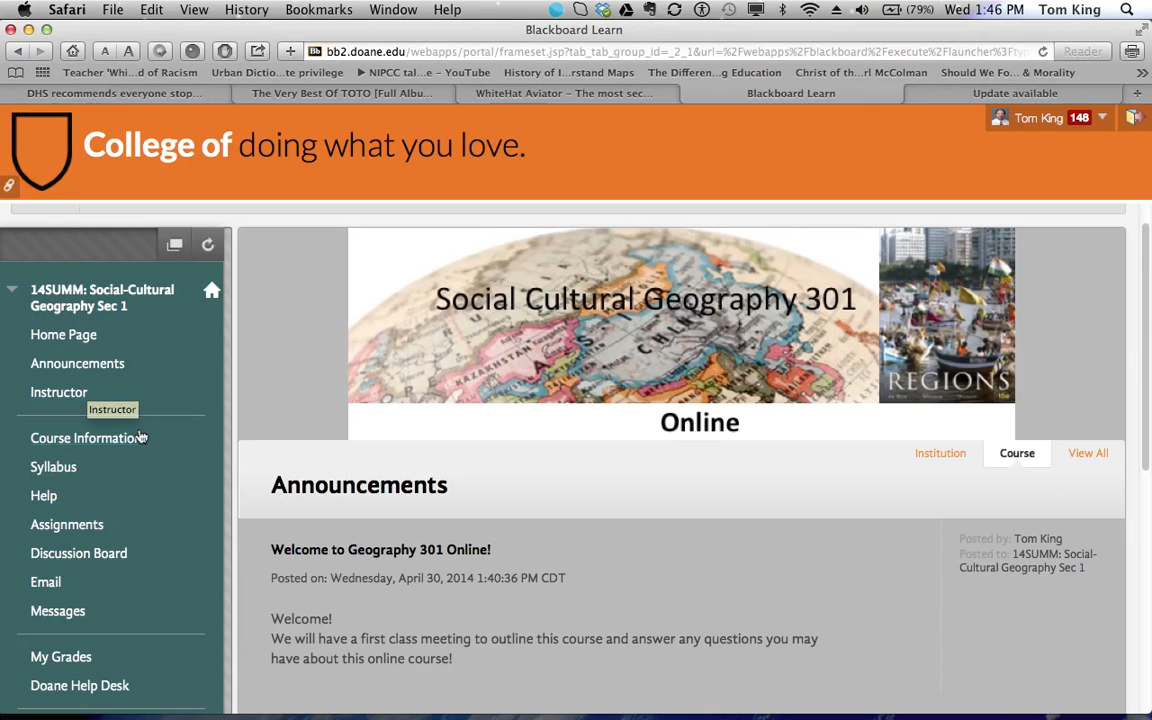 Safari File Edit View History Bookmarks Window Help (79%) Wed 1:46 PM Tom King
Blackboard Learn
A A bb2.doane.edu/webapps/portal/frameset.jsp?tab_tab_group_id=_2_1&url=%2Fwebapps%2Fblackboard%2Fexecute%2Flauncher%3Fty Reader
Teacher 'Whi...d of Racism Urban Dictio...te privilege ▶ NIPCC tal...e – YouTube History of I...rstand Maps The Differen...g Education Christ of th...rl McColman Should We Fo... & Morality
DHS recommends everyone stop... The Very Best Of TOTO [Full Albu... WhiteHat Aviator – The most sec... Blackboard Learn Update available
Tom King 148
College of doing what you love.
14SUMM: Social-Cultural
Geography Sec 1
Home Page
Announcements
Instructor
Instructor
Course Information
Syllabus
Help
Assignments
Discussion Board
Email
Messages
My Grades
Doane Help Desk
Social Cultural Geography 301
KAZAKHSTAN
A S I
CHIN
REGIONS
Online
Institution Course View All
Announcements
Welcome to Geography 301 Online!
Posted on: Wednesday, April 30, 2014 1:40:36 PM CDT
Welcome!
We will have a first class meeting to outline this course and answer any questions you may
have about this online course!
Posted by: Tom King
Posted to: 14SUMM: Social-
Cultural Geography Sec 1